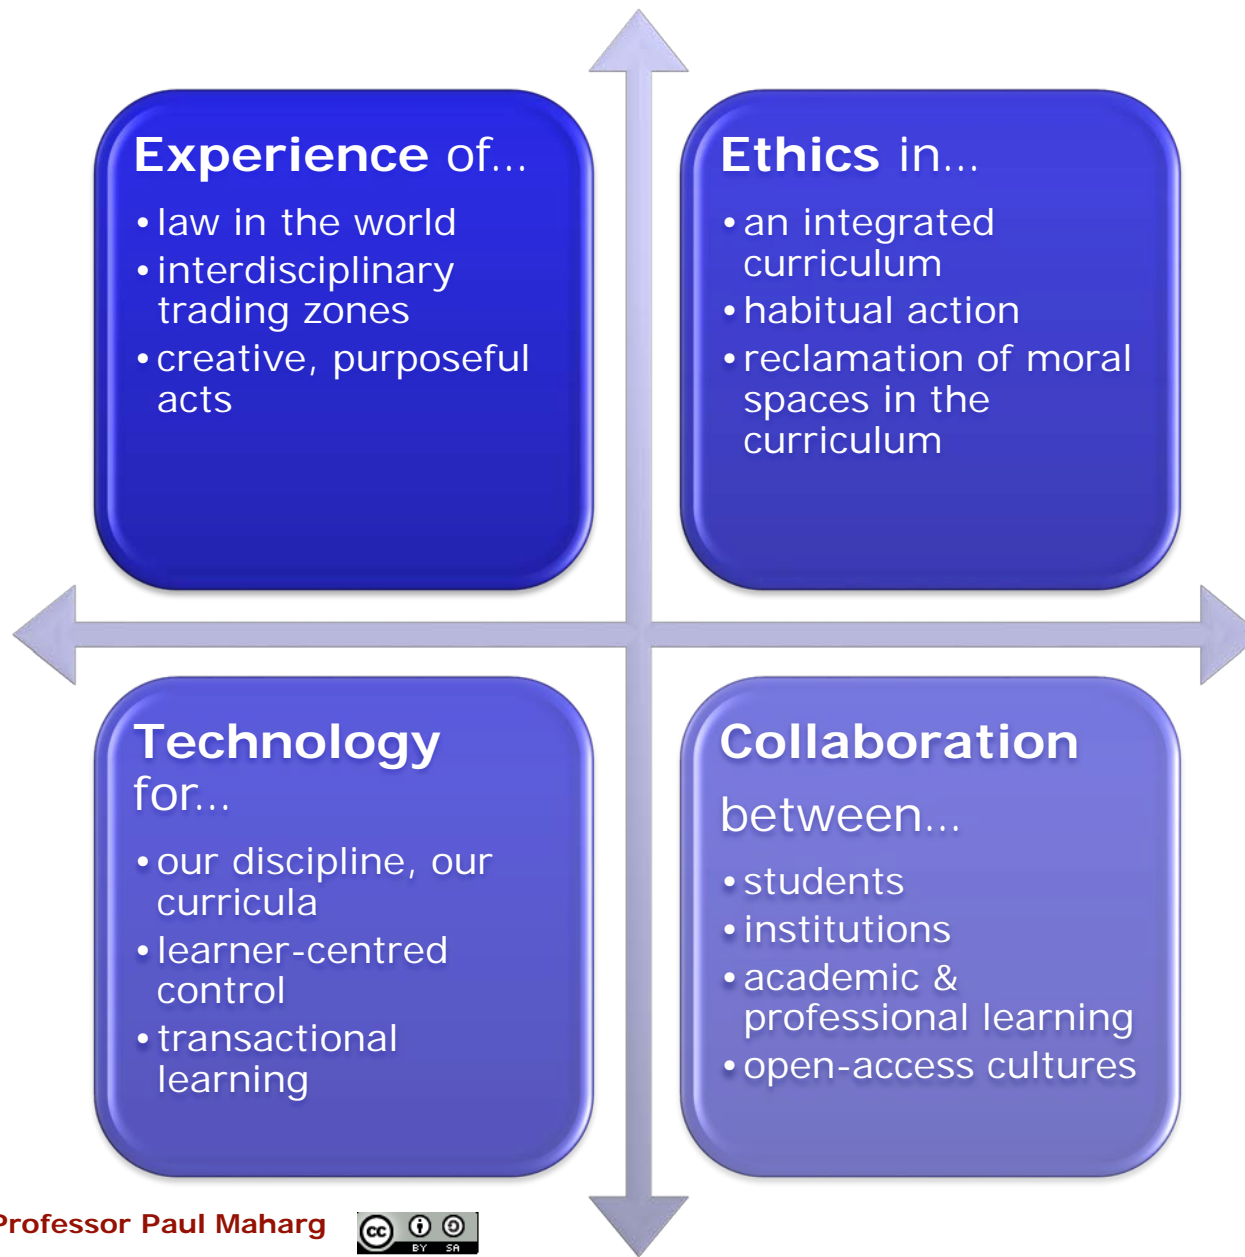 Experience of...
• law in the world
• interdisciplinary
trading zones
• creative, purposeful
acts
Ethics in...
• an integrated
curriculum
• habitual action
• reclamation of moral
spaces in the
curriculum
Technology
for...
• our discipline, our
curricula
• learner-centred
control
• transactional
learning
Collaboration
between...
• students
• institutions
• academic &
professional learning
• open-access cultures
Professor Paul Maharg
cc
BY SA